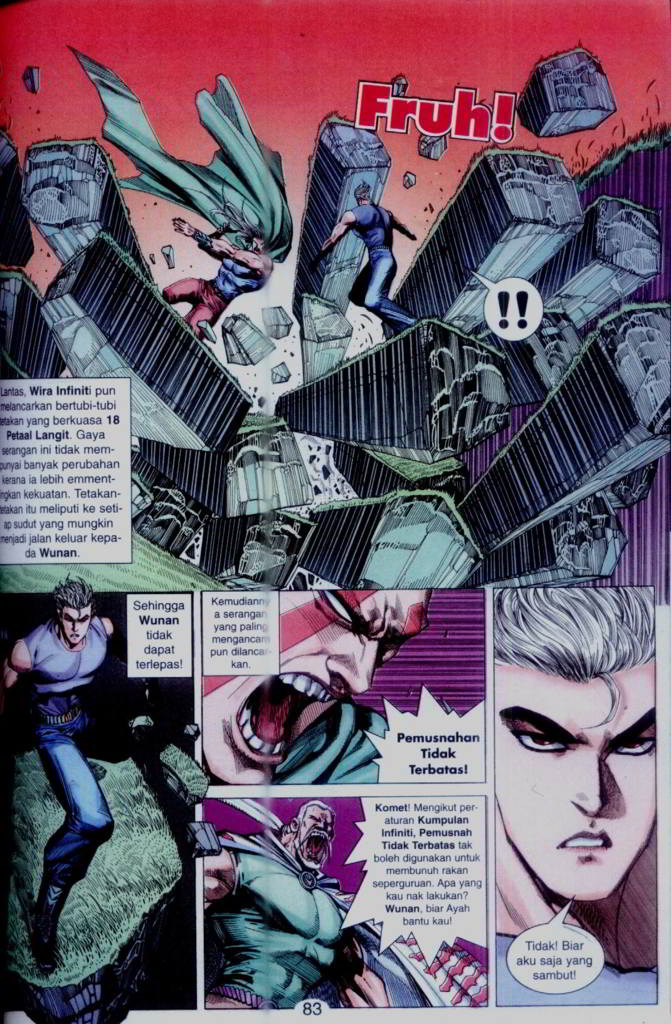 Fruh!
!!
Lantas, Wira Infiniti pun
melancarkan bertubi-tubi
tetakan yang berkuasa 18
Petaal Langit. Gaya
serangan ini tidak mem-
punyai banyak perubahan
kerana ia lebih emment-
ingkan kekuatan. Tetakan-
tetakan itu meliputi ke seti-
ap sudut yang mungkin
menjadi jalan keluar kepa-
da Wunan.
Sehingga
Wunan
tidak
dapat
terlepas!
Kemudiann
a serangan
yang paling
mengancam
pun dilancar-
kan.
Pemusnahan
Tidak
Terbatas!
Komet! Mengikut per-
aturan Kumpulan
Infiniti, Pemusnah
Tidak Terbatas tak
boleh digunakan untuk
membunuh rakan
seperguruan. Apa yang
kau nak lakukan?
Wunan, biar Ayah
bantu kau!
Tidak! Biar
aku saja yang
sambut!
83